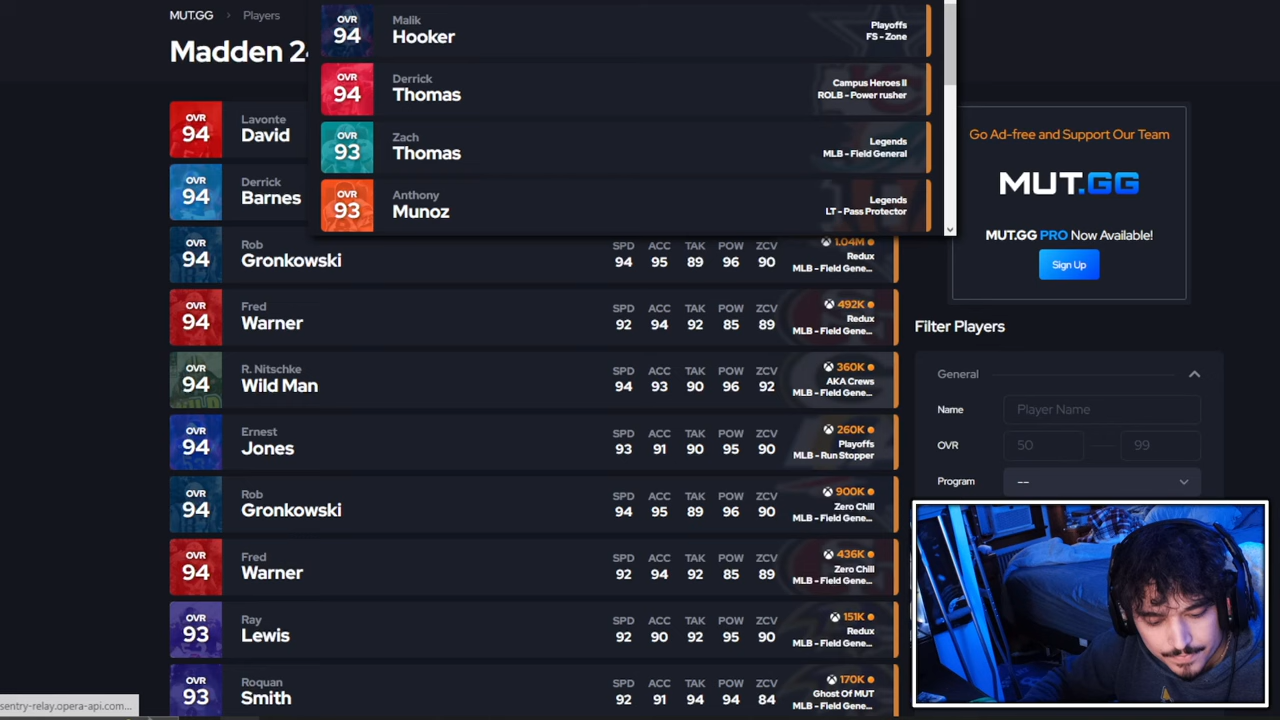 MUT.GG > Players
Madden 24
OVR 94
Malik
Hooker
Playoffs
FS - Zone
OVR 94
Derrick
Thomas
Campus Heroes II
ROLB - Power rusher
OVR 93
Zach
Thomas
Legends
MLB - Field General
OVR 93
Anthony
Munoz
Legends
LT - Pass Protector
OVR 94
Lavonte
David
OVR 94
Derrick
Barnes
OVR 94
Rob
Gronkowski
SPD ACC TAK POW ZCV
94 95 89 96 90
1.04M
Redux
MLB - Field Gene...
OVR 94
Fred
Warner
SPD ACC TAK POW ZCV
92 94 92 85 89
492K
Redux
MLB - Field Gene...
OVR 94
R. Nitschke
Wild Man
SPD ACC TAK POW ZCV
94 93 90 96 92
360K
AKA Crews
MLB - Field Gene...
OVR 94
Ernest
Jones
SPD ACC TAK POW ZCV
93 91 90 95 90
260K
Playoffs
MLB - Run Stopper
OVR 94
Rob
Gronkowski
SPD ACC TAK POW ZCV
94 95 89 96 90
900K
Zero Chill
MLB - Field Gene...
OVR 94
Fred
Warner
SPD ACC TAK POW ZCV
92 94 92 85 89
436K
Zero Chill
MLB - Field Gene...
OVR 93
Ray
Lewis
SPD ACC TAK POW ZCV
92 90 92 95 90
151K
Redux
MLB - Field Gene...
OVR 93
Roquan
Smith
SPD ACC TAK POW ZCV
92 91 94 94 84
170K
Ghost Of MUT
MLB - Field Gene...
Go Ad-free and Support Our Team
MUT.GG
MUT.GG PRO Now Available!
Sign Up
Filter Players
General
Name Player Name
OVR 50 99
Program --
sentry-relay.opera-api.com...